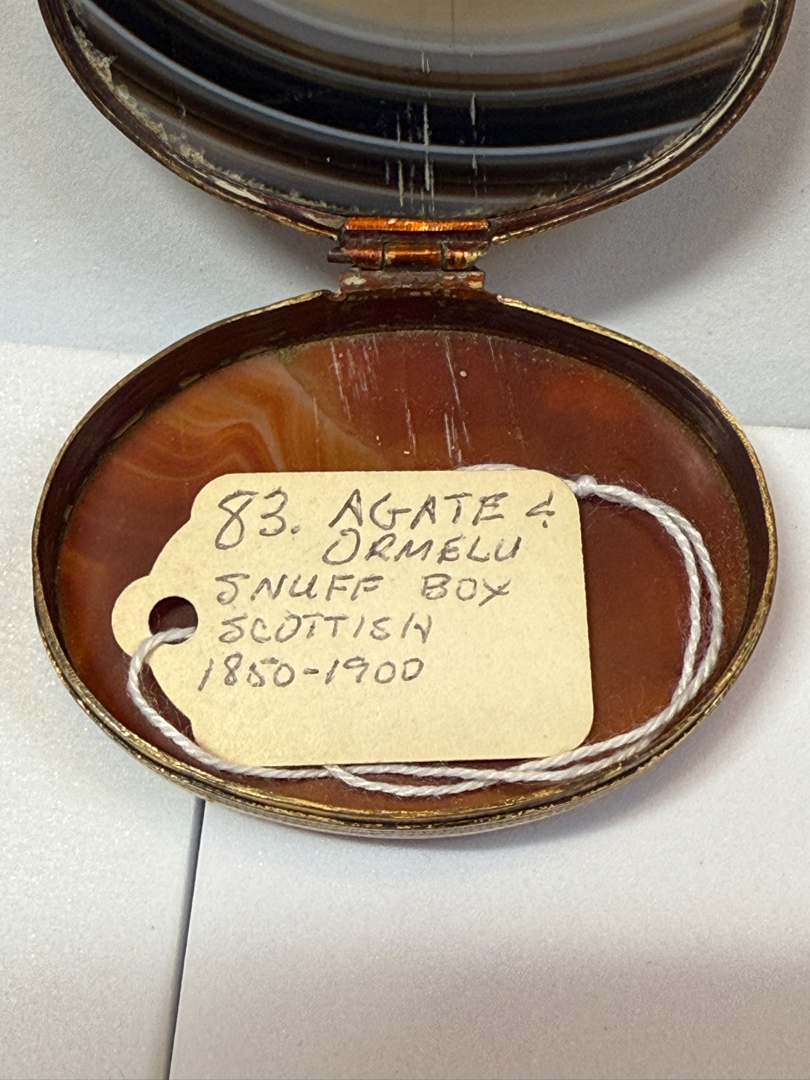 83. AGATE &
ORMELU
SNUFF BOX
SCOTTISH
1850-1900